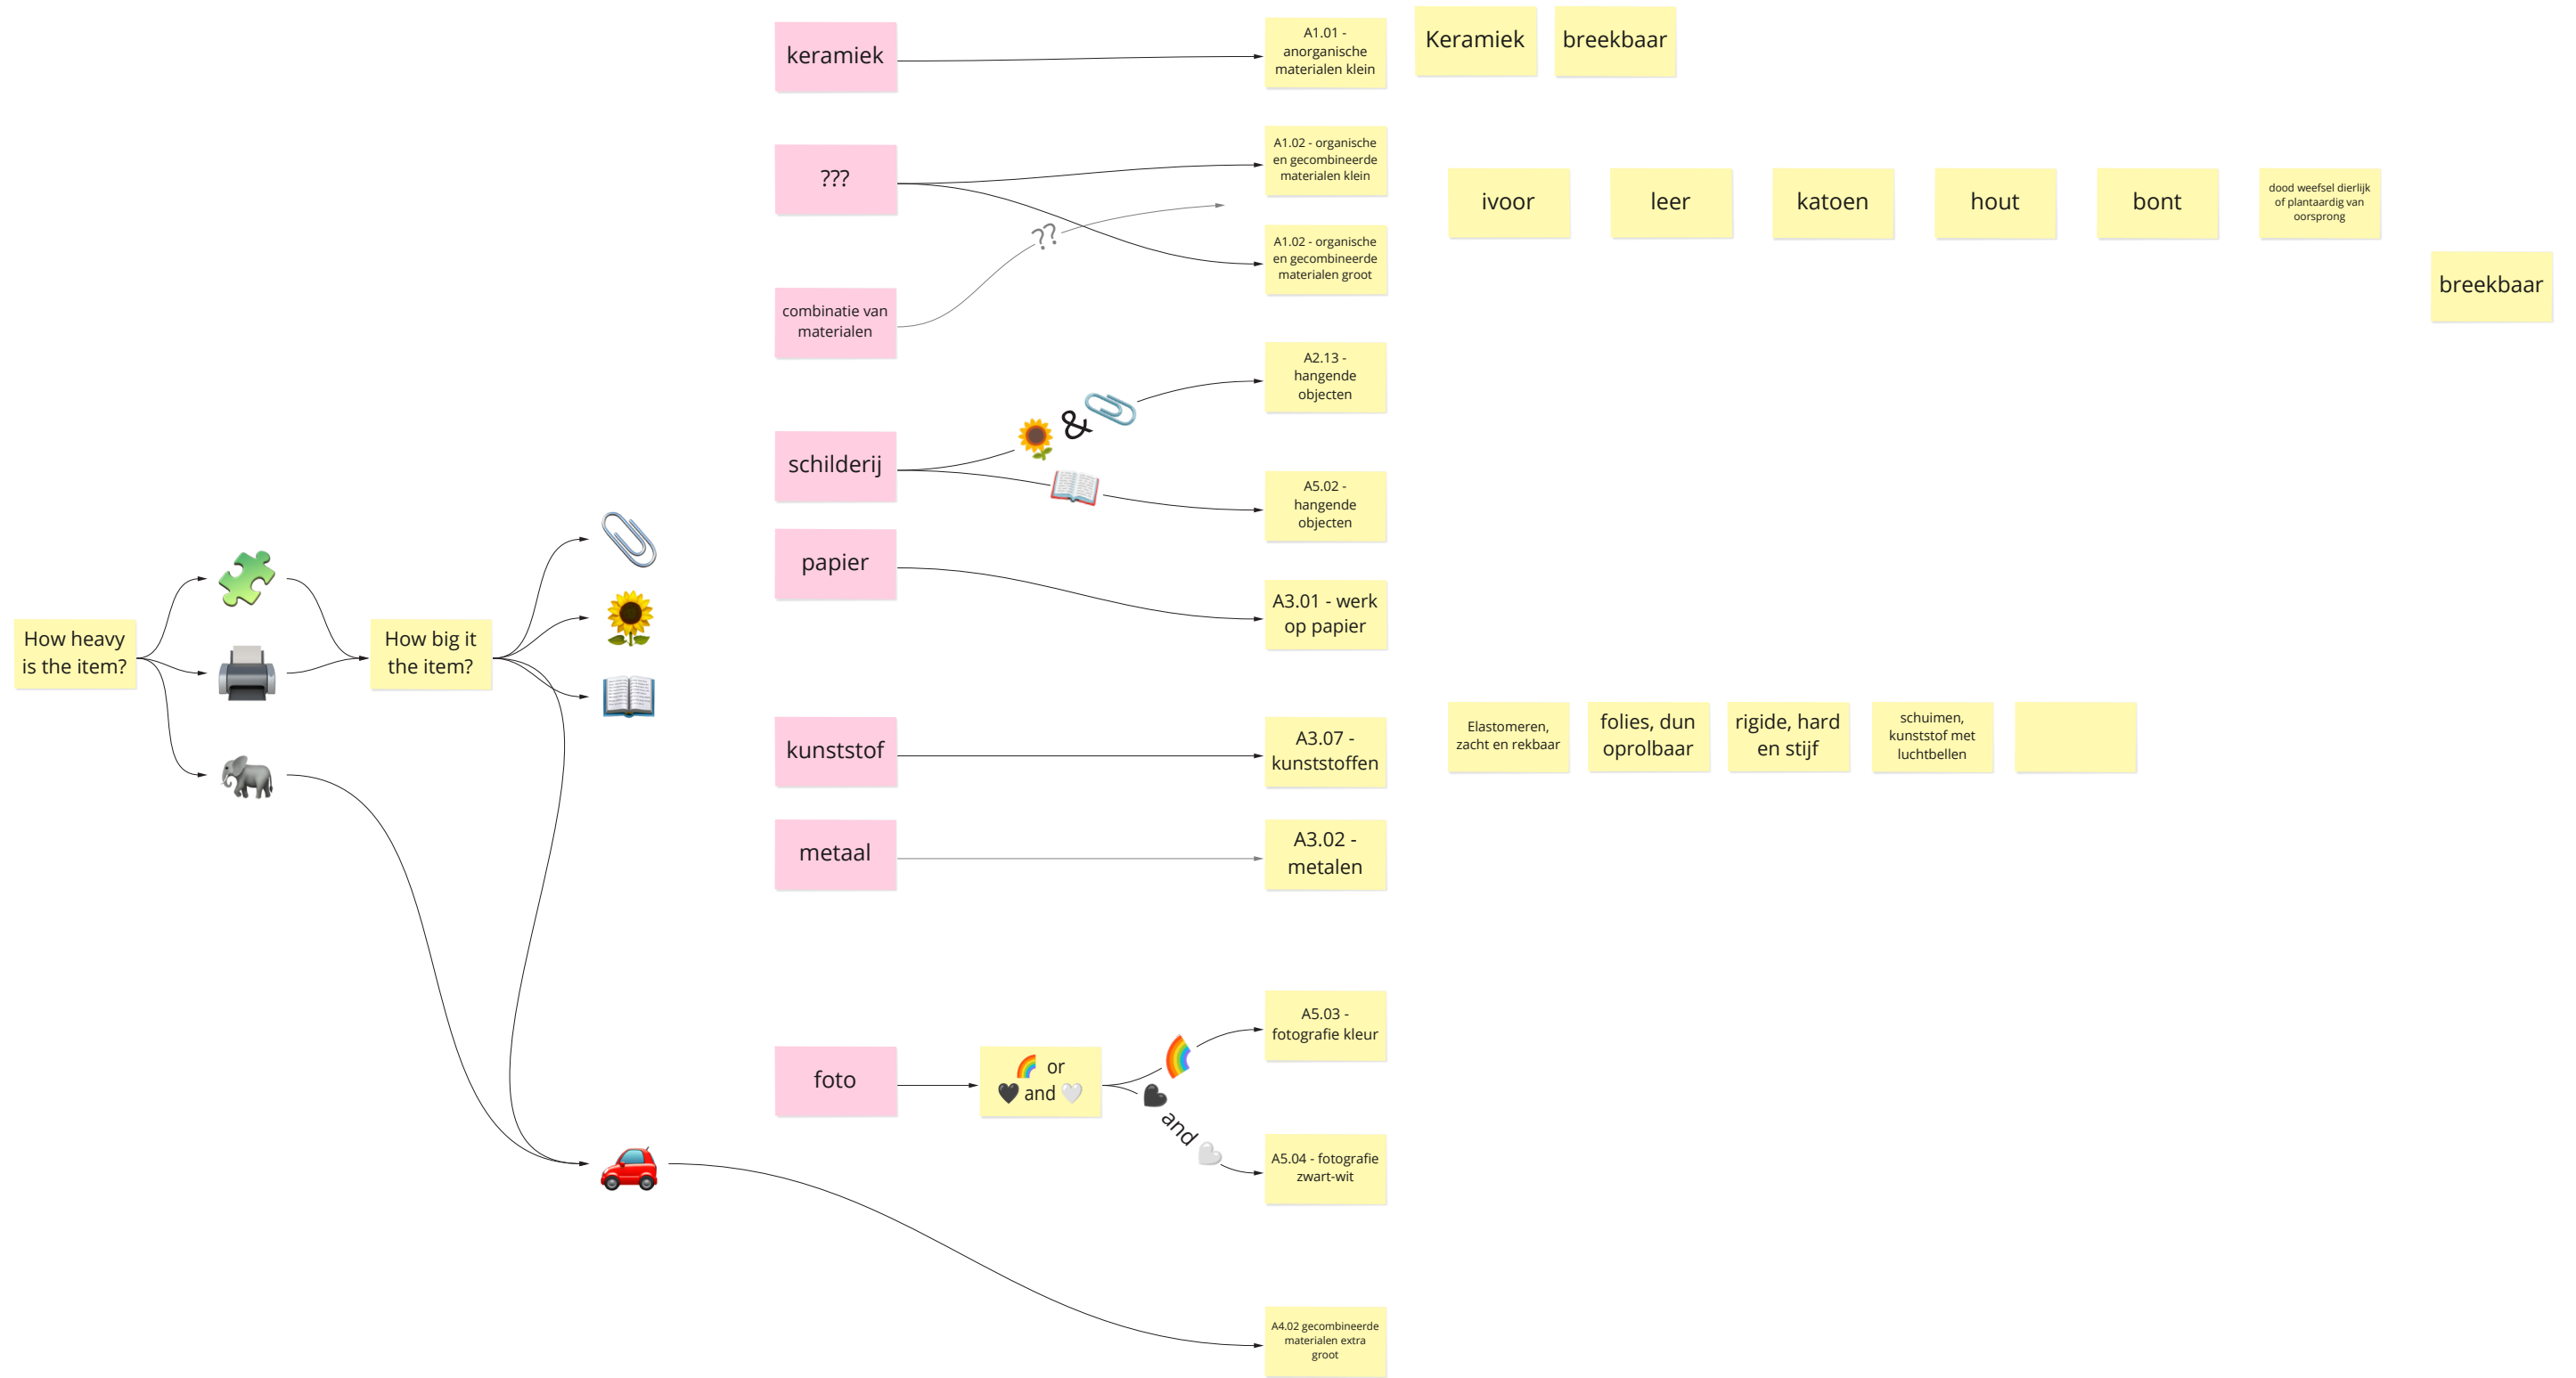 keramiek
A1.01 -
anorganische
materialen klein
Keramiek
breekbaar
???
A1.02 - organische
en gecombineerde
materialen klein
ivoor
leer
katoen
hout
bont
dood weefsel dierlijk
of plantaardig van
oorsprong
??
A1.02 - organische
en gecombineerde
materialen groot
breekbaar
combinatie van
materialen
A2.13 -
hangende
objecten
&
schilderij
A5.02 -
hangende
objecten
papier
A3.01 - werk
op papier
How heavy
is the item?
How big it
the item?
kunststof
A3.07 -
kunststoffen
Elastomeren,
zacht en rekbaar
folies, dun
oprolbaar
rigide, hard
en stijf
schuimen,
kunststof met
luchtbellen
metaal
A3.02 -
metalen
A5.03 -
fotografie kleur
foto
🌈 or
🖤 and 🤍
🖤 and 🤍
A5.04 - fotografie
zwart-wit
A4.02 gecombineerde
materialen extra
groot